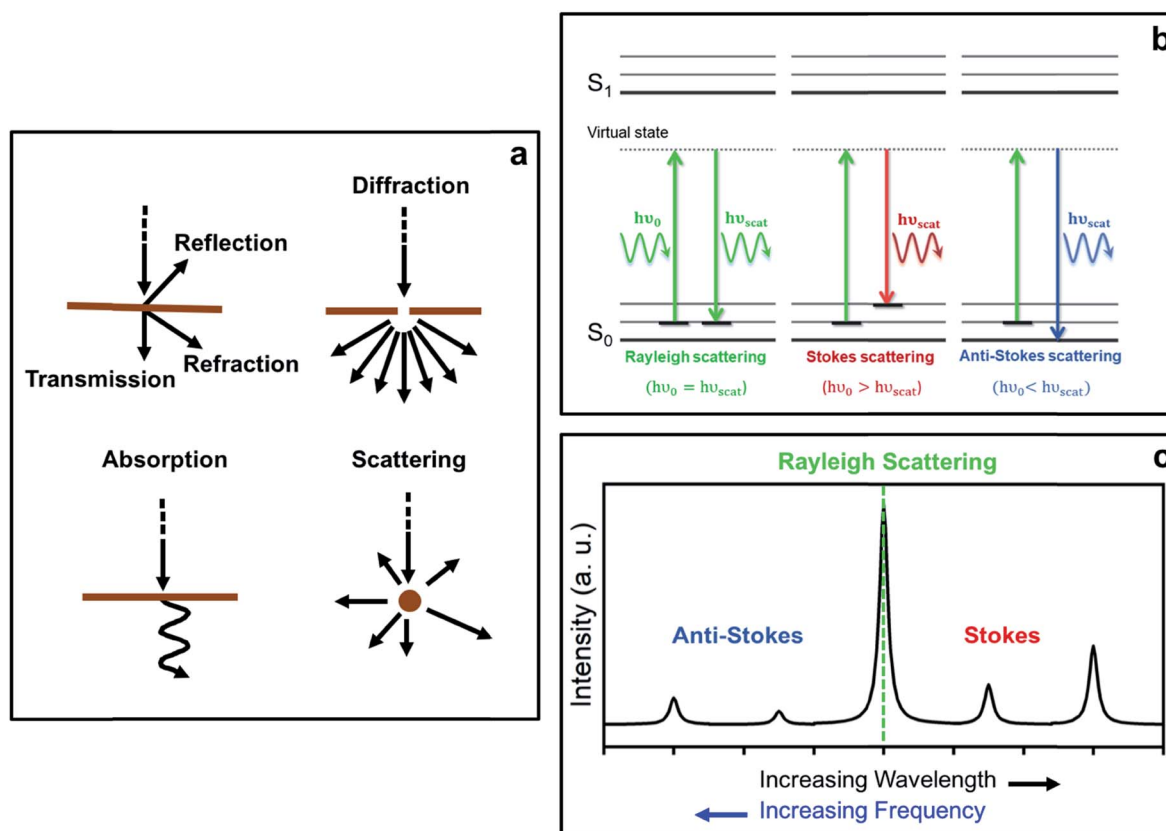 a
Diffraction
Reflection
Refraction
Transmission
Absorption
Scattering
b
S₁
Virtual state
hυ₀
hυscat
hυscat
hυscat
S₀
Rayleigh scattering
Stokes scattering
Anti-Stokes scattering
(hυ₀ = hυscat)
(hυ₀ > hυscat)
(hυ₀< hυscat)
c
Rayleigh Scattering
Intensity (a. u.)
Anti-Stokes
Stokes
Increasing Wavelength
Increasing Frequency